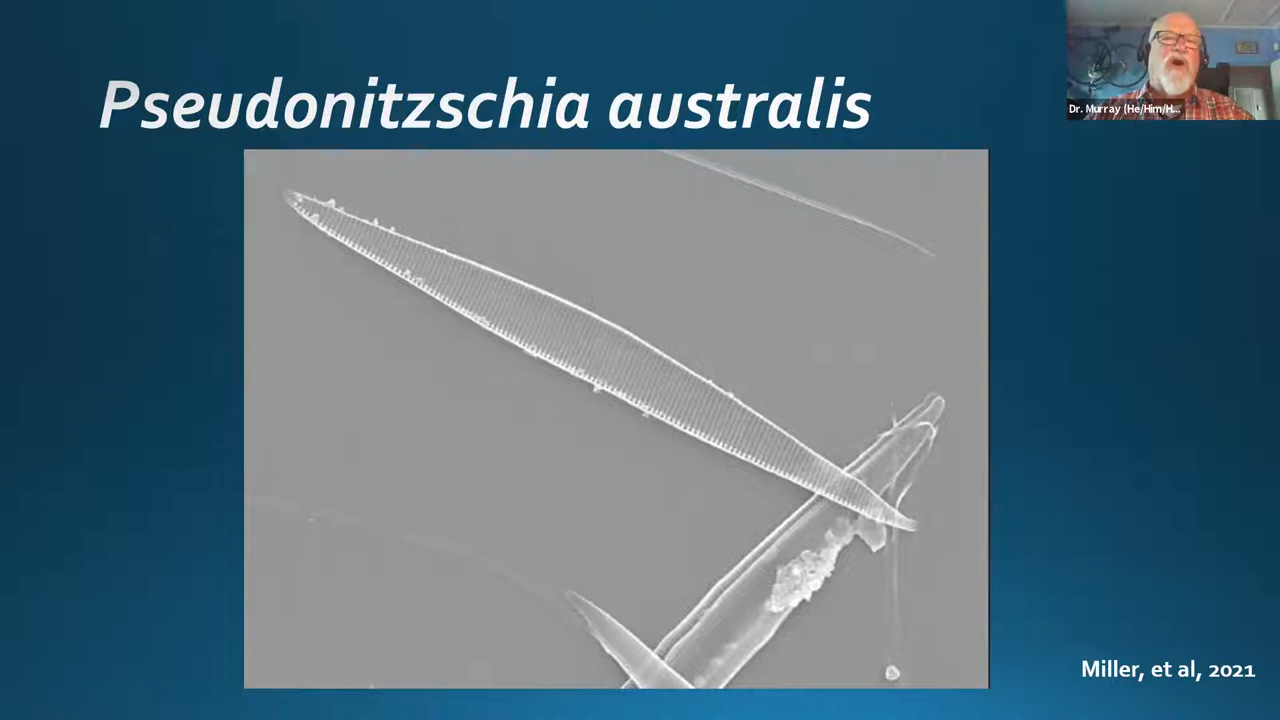 Pseudonitzschia australis
Dr. Murray (He/Him/H...
Miller, et al, 2021